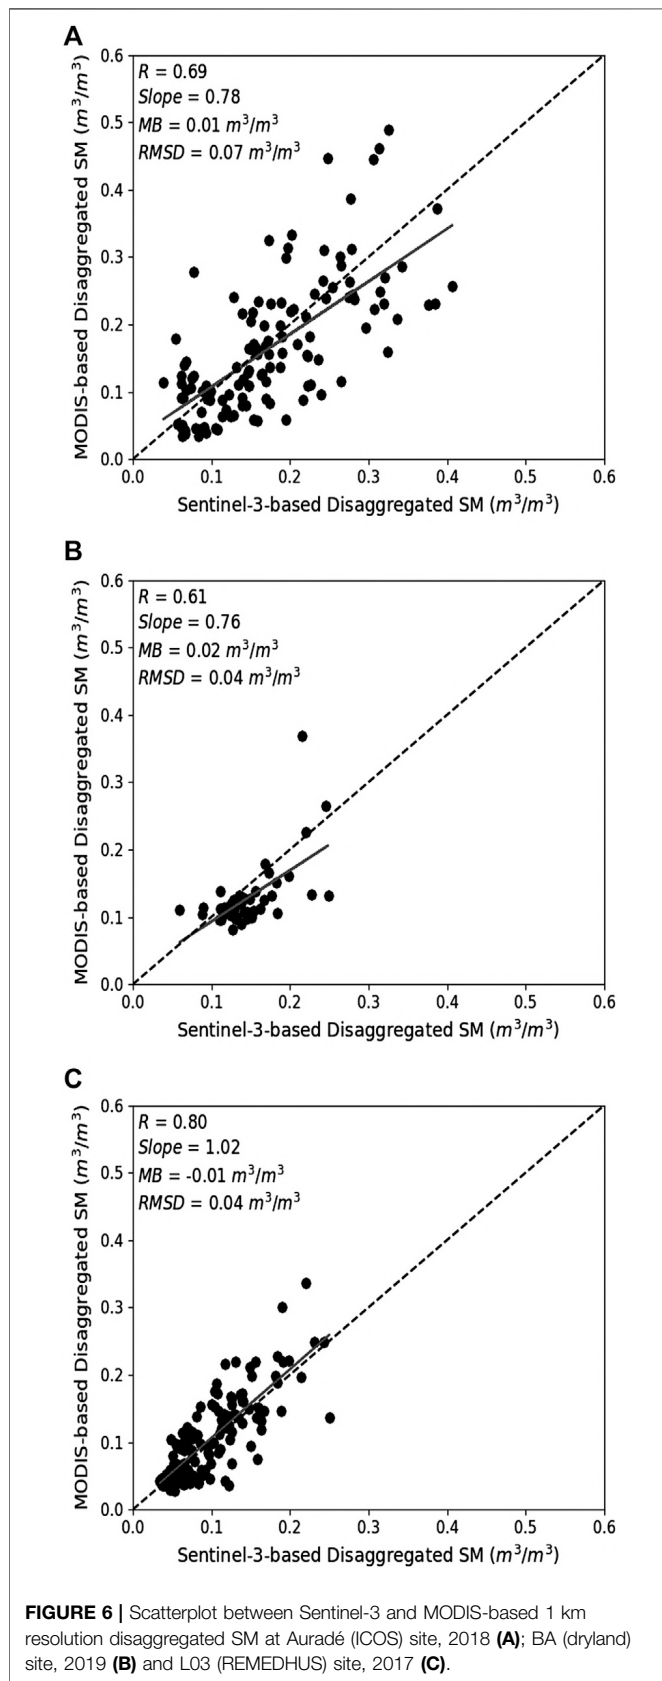 A
R = 0.69
Slope = 0.78
MB = 0.01 m³/m³
RMSD = 0.07 m³/m³
MODIS-based Disaggregated SM (m³/m³)
0.6
0.5
0.4
0.3
0.2
0.1
0.0
0.0 0.1 0.2 0.3 0.4 0.5 0.6
Sentinel-3-based Disaggregated SM (m³/m³)
B
R = 0.61
Slope = 0.76
MB = 0.02 m³/m³
RMSD = 0.04 m³/m³
MODIS-based Disaggregated SM (m³/m³)
0.6
0.5
0.4
0.3
0.2
0.1
0.0
0.0 0.1 0.2 0.3 0.4 0.5 0.6
Sentinel-3-based Disaggregated SM (m³/m³)
C
R = 0.80
Slope = 1.02
MB = -0.01 m³/m³
RMSD = 0.04 m³/m³
MODIS-based Disaggregated SM (m³/m³)
0.6
0.5
0.4
0.3
0.2
0.1
0.0
0.0 0.1 0.2 0.3 0.4 0.5 0.6
Sentinel-3-based Disaggregated SM (m³/m³)
FIGURE 6 | Scatterplot between Sentinel-3 and MODIS-based 1 km
resolution disaggregated SM at Auradé (ICOS) site, 2018 (A); BA (dryland)
site, 2019 (B) and L03 (REMEDHUS) site, 2017 (C).